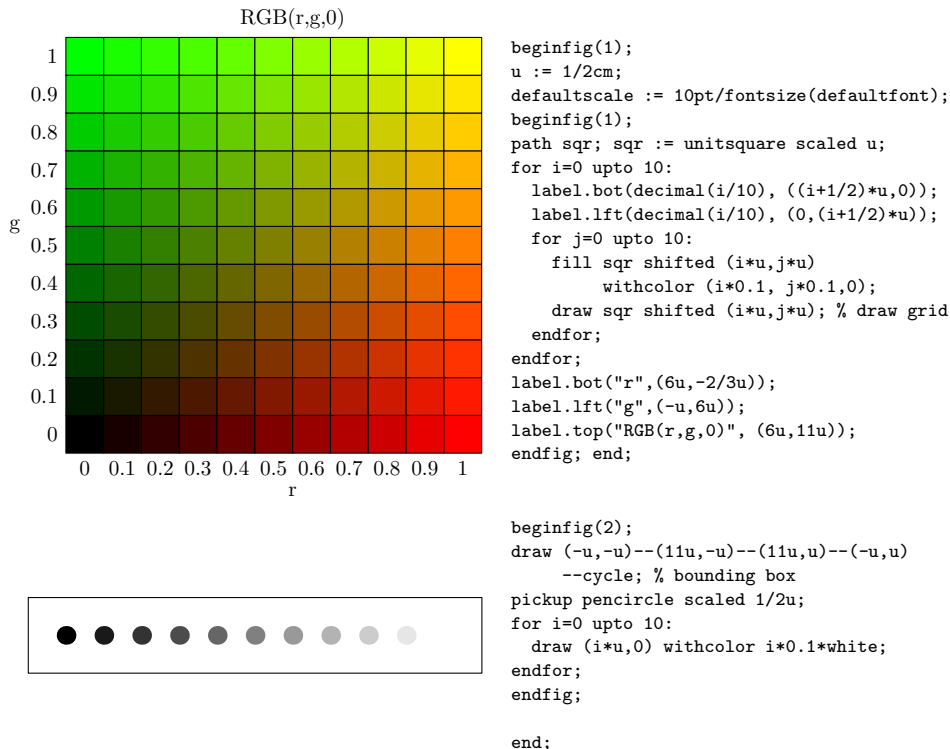 RGB(r,g,0)
1
0.9
0.8
0.7
0.6
g
0.5
0.4
0.3
0.2
0.1
0
0 0.1 0.2 0.3 0.4 0.5 0.6 0.7 0.8 0.9 1
r
beginfig(1);
u := 1/2cm;
defaultscale := 10pt/fontsize(defaultfont);
beginfig(1);
path sqr; sqr := unitsquare scaled u;
for i=0 upto 10:
  label.bot(decimal(i/10), ((i+1/2)*u,0));
  label.lft(decimal(i/10), (0,(i+1/2)*u));
  for j=0 upto 10:
    fill sqr shifted (i*u,j*u)
         withcolor (i*0.1, j*0.1,0);
    draw sqr shifted (i*u,j*u); % draw grid
  endfor;
endfor;
label.bot("r",(6u,-2/3u));
label.lft("g",(-u,6u));
label.top("RGB(r,g,0)", (6u,11u));
endfig; end;
beginfig(2);
draw (-u,-u)--(11u,-u)--(11u,u)--(-u,u)
     --cycle; % bounding box
pickup pencircle scaled 1/2u;
for i=0 upto 10:
  draw (i*u,0) withcolor i*0.1*white;
endfor;
endfig;
end;